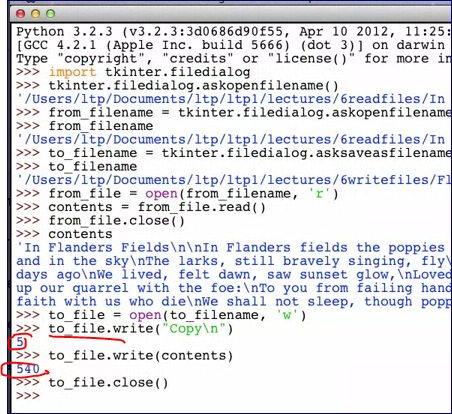 Python 3.2.3 (v3.2.3:3d0686d90f55, Apr 10 2012, 11:25:
[GCC 4.2.1 (Apple Inc. build 5666) (dot 3)] on darwin
Type "copyright", "credits" or "license()" for more in
>>> import tkinter.filedialog
>>> tkinter.filedialog.askopenfilename()
'/Users/ltp/Documents/ltp/ltp1/lectures/6readfiles/In
>>> from_filename = tkinter.filedialog.askopenfilename
>>> from_filename
'/Users/ltp/Documents/ltp/ltp1/lectures/6readfiles/In
>>> to_filename = tkinter.filedialog.asksaveasfilename
>>> to_filename
'/Users/ltp/Documents/ltp/ltp1/lectures/6writefiles/Fl
>>> from_file = open(from_filename, 'r')
>>> contents = from_file.read()
>>> from_file.close()
>>> contents
'In Flanders Fields\n\nIn Flanders fields the poppies
and in the sky\nThe larks, still bravely singing, fly\
days ago\nWe lived, felt dawn, saw sunset glow,\nLoved
up our quarrel with the foe:\nTo you from failing hand
faith with us who die\nWe shall not sleep, though popp
>>> to_file = open(to_filename, 'w')
>>> to_file.write("Copy\n")
5
>>> to_file.write(contents)
540
>>> to_file.close()
>>>